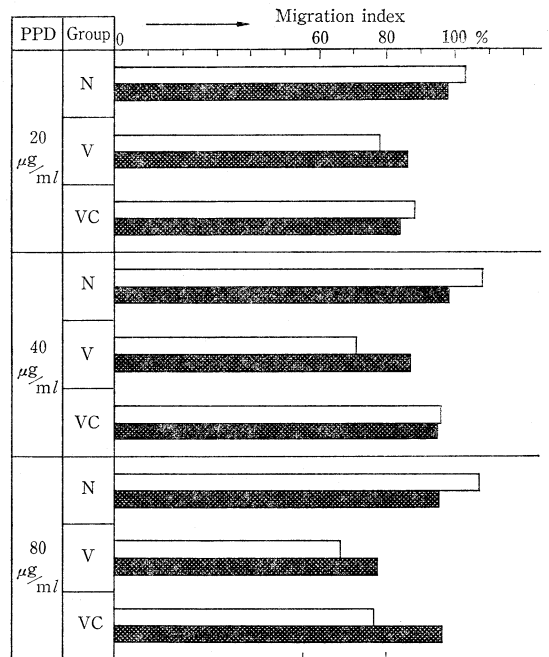 Migration index
PPD Group 0 60 80 100 %
N
20 μg/ml V
VC
N
40 μg/ml V
VC
N
80 μg/ml V
VC